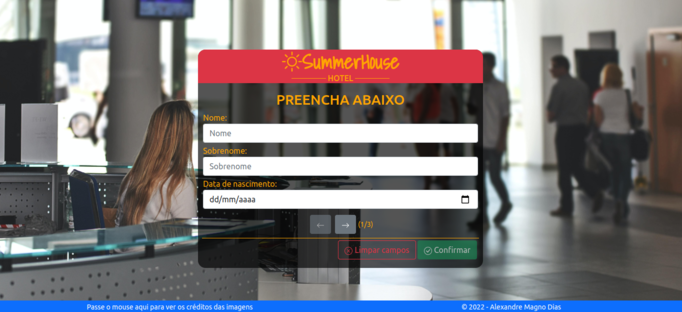 SummerHouse
HOTEL
PREENCHA ABAIXO
Nome:
Nome
Sobrenome:
Sobrenome
Data de nascimento:
dd/mm/aaaa
← → (1/3)
Limpar campos Confirmar
Passe o mouse aqui para ver os créditos das imagens © 2022 - Alexandre Magno Dias